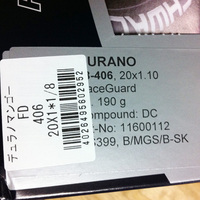 URANO
-406, 20x1.10
aceGuard
190 g
ompound: DC
-No.: 11600112
399, B/MGS/B-SK
デュラノマンゴー
FD
406
20X1*1/8
4026495602952